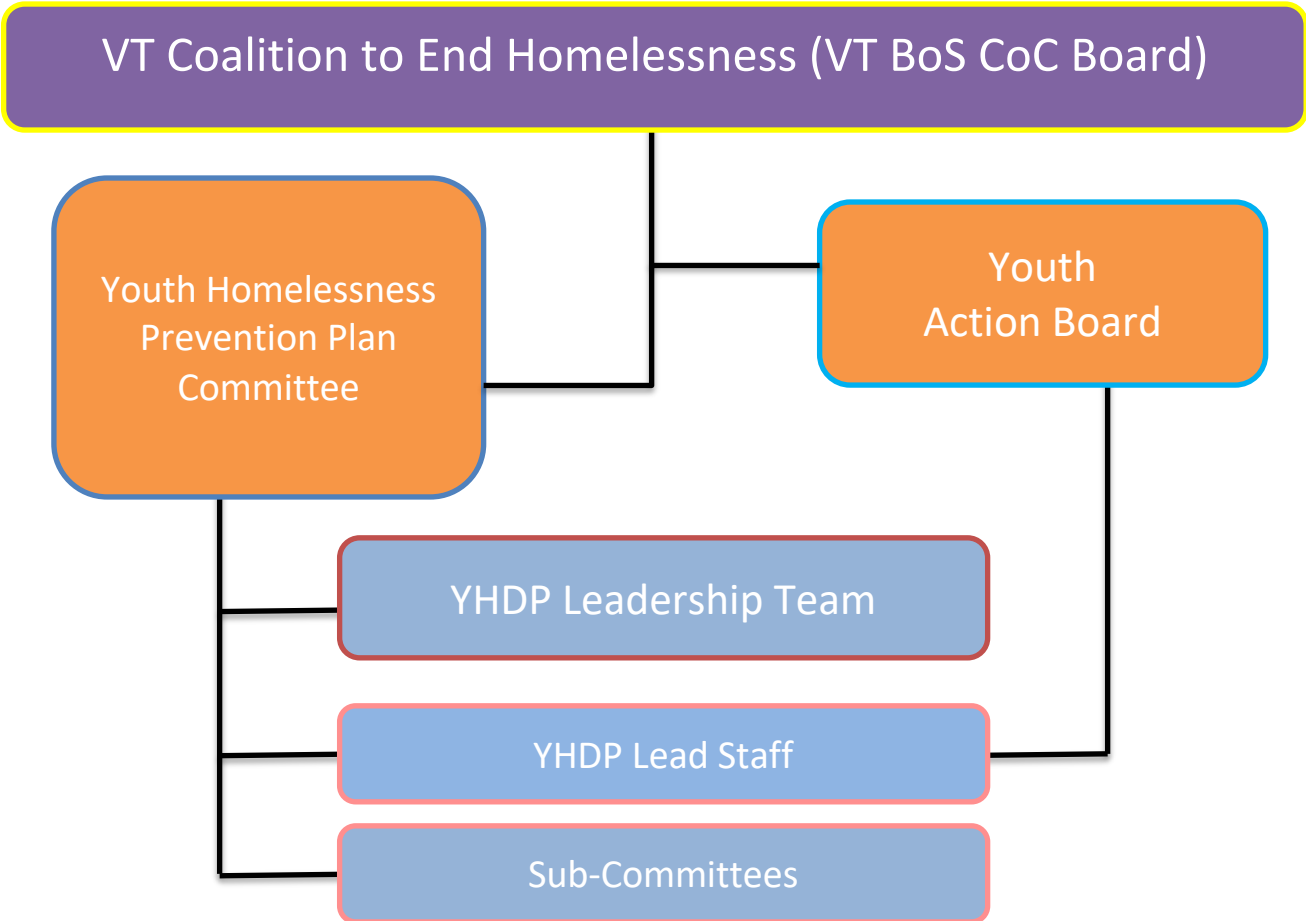 VT Coalition to End Homelessness (VT BoS CoC Board)
Youth Homelessness
Prevention Plan
Committee
Youth
Action Board
YHDP Leadership Team
YHDP Lead Staff
Sub-Committees